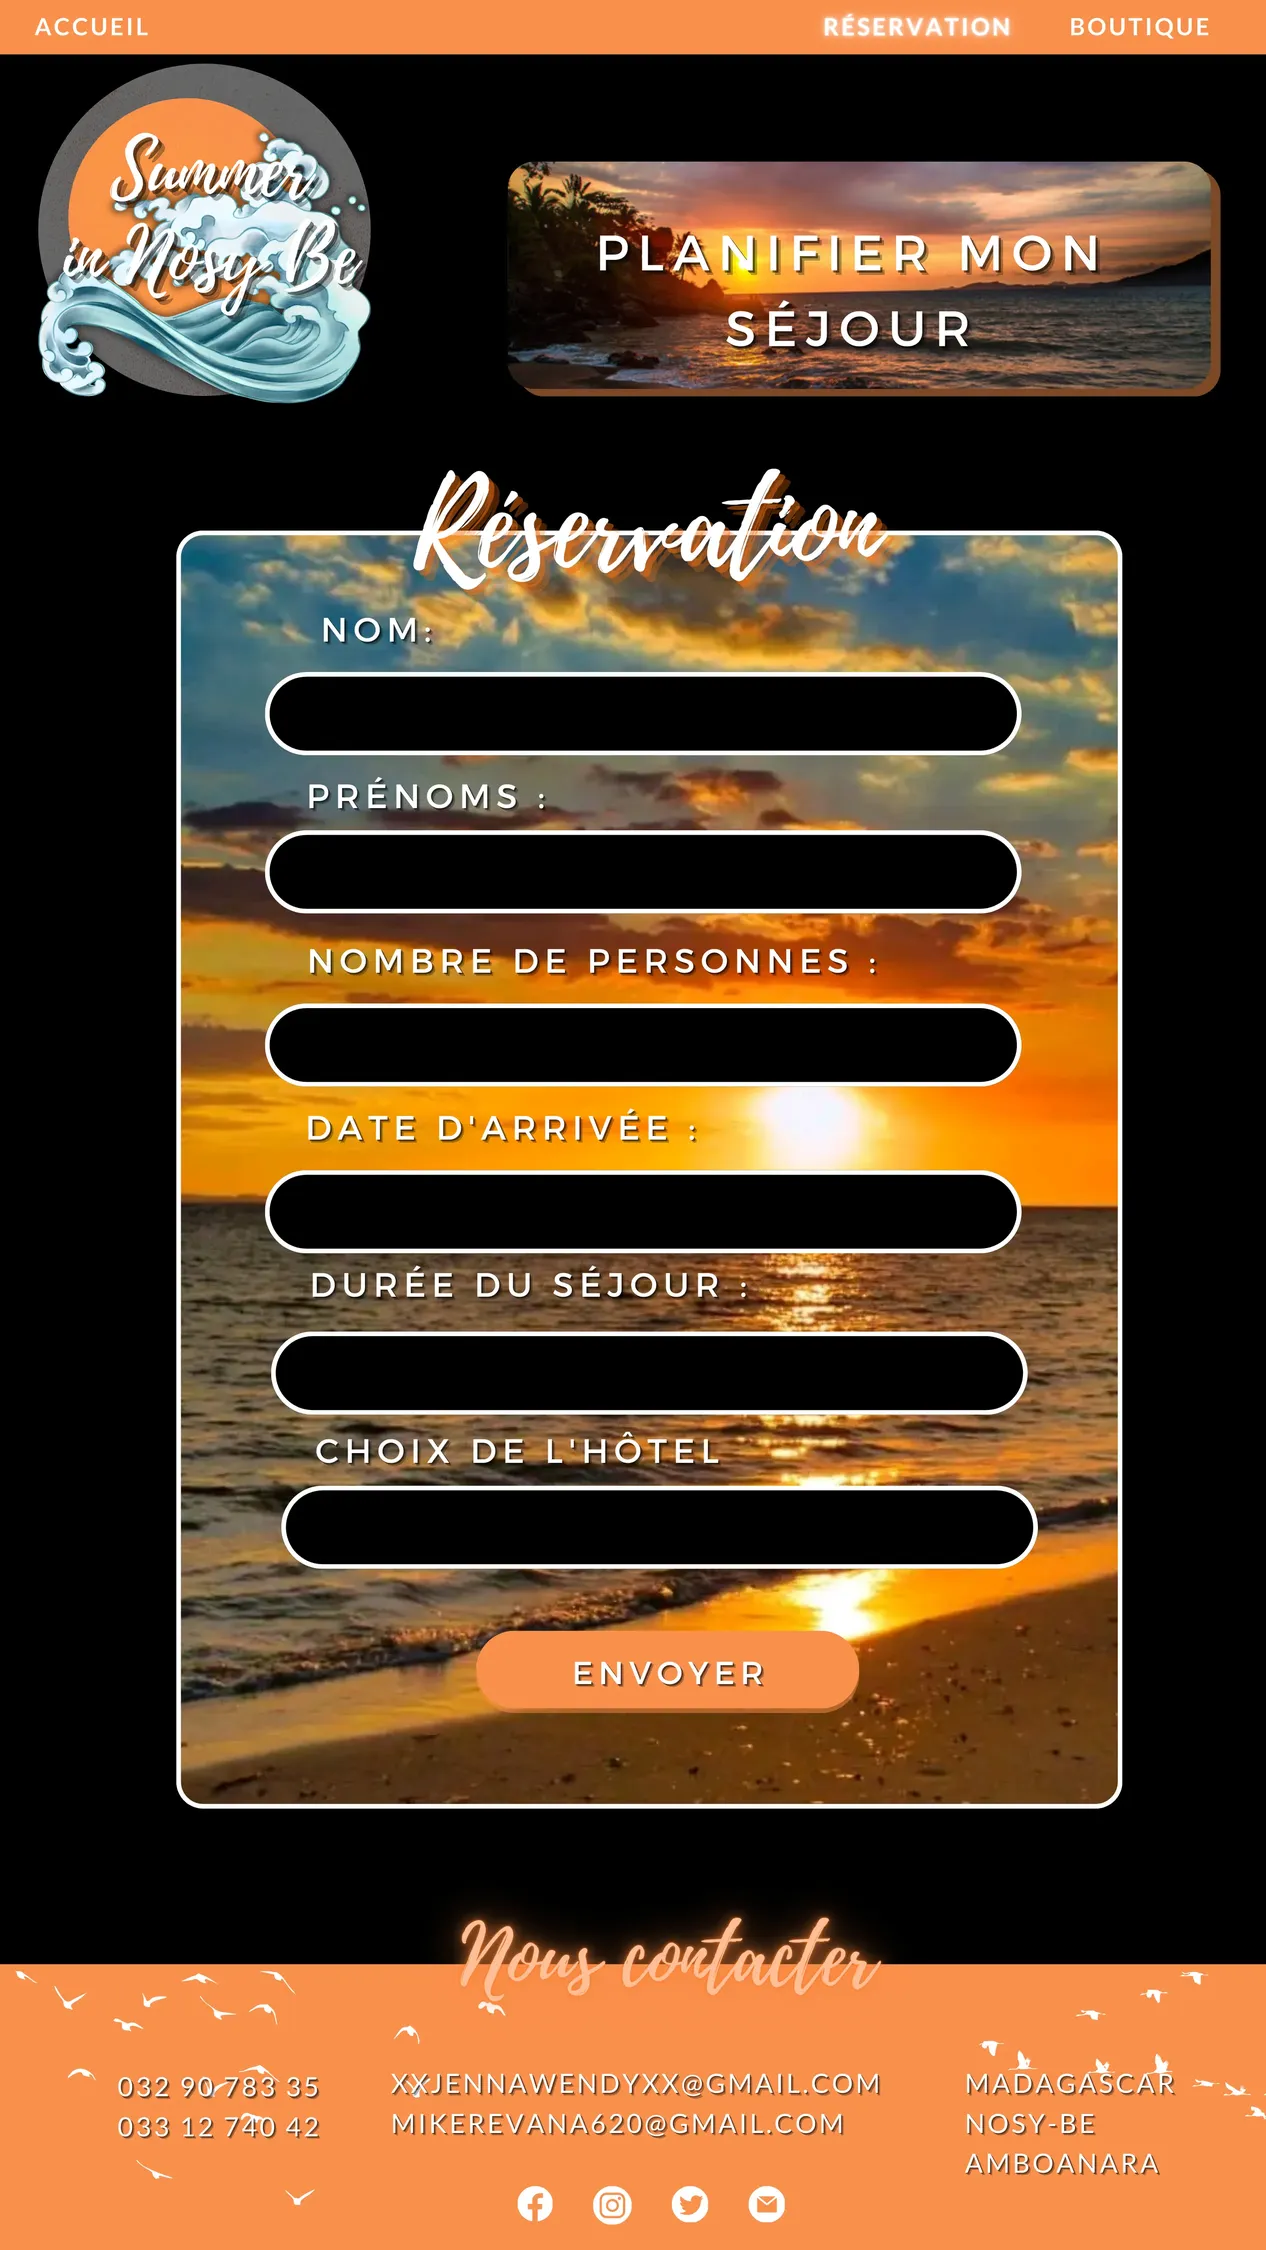 ACCUEIL
RÉSERVATION
BOUTIQUE
Summer
in Nosy Be
PLANIFIER MON
SÉJOUR
Réservation
NOM:
PRÉNOMS :
NOMBRE DE PERSONNES :
DATE D'ARRIVÉE :
DURÉE DU SÉJOUR :
CHOIX DE L'HÔTEL
ENVOYER
Nous contacter
032 90 783 35
033 12 740 42
XXJENNAWENDYXX@GMAIL.COM
MIKEREVANA620@GMAIL.COM
MADAGASCAR
NOSY-BE
AMBOANARA